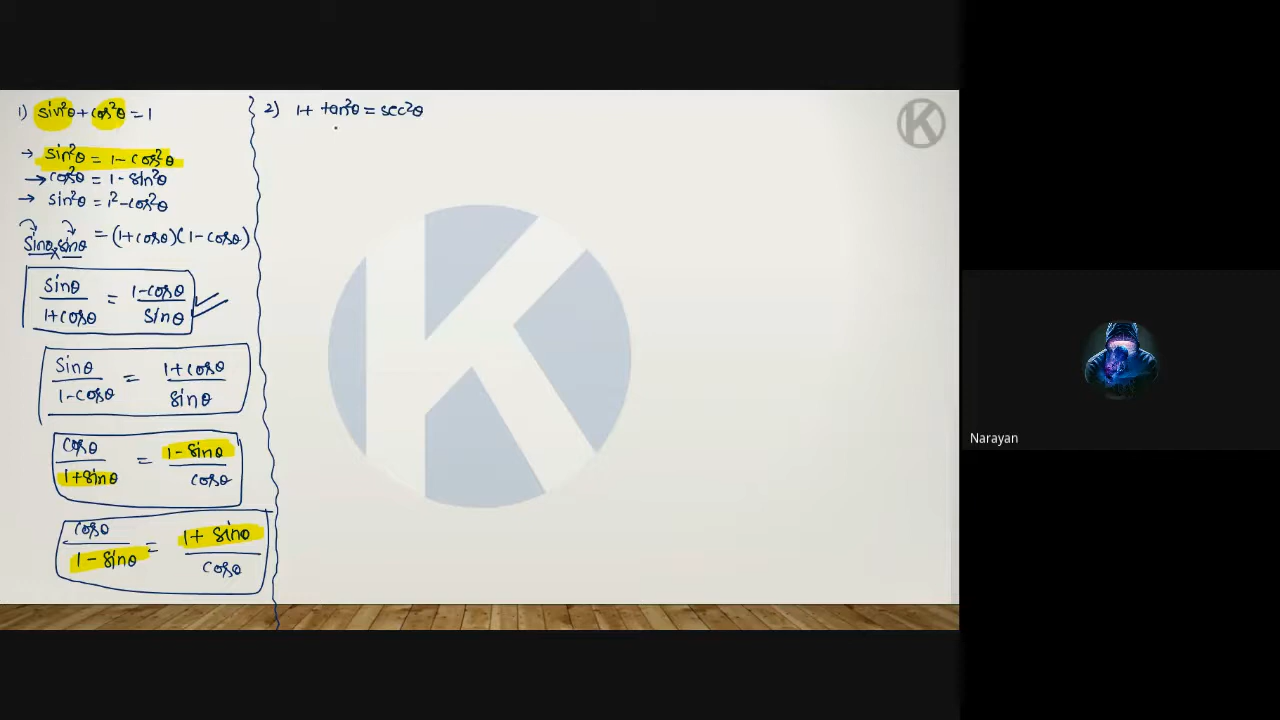 1) sin²θ + cos²θ = 1
→ sin²θ = 1 - cos²θ
→ cos²θ = 1 - sin²θ
→ sin²θ = 1² - cos²θ
sinθ × sinθ = (1+cosθ)(1-cosθ)
sinθ/1+cosθ = 1-cosθ/sinθ
sinθ/1-cosθ = 1+cosθ/sinθ
cosθ/1+sinθ = 1-sinθ/cosθ
cosθ/1-sinθ = 1+sinθ/cosθ
2) 1+ tan²θ = sec²θ
K
K
Narayan